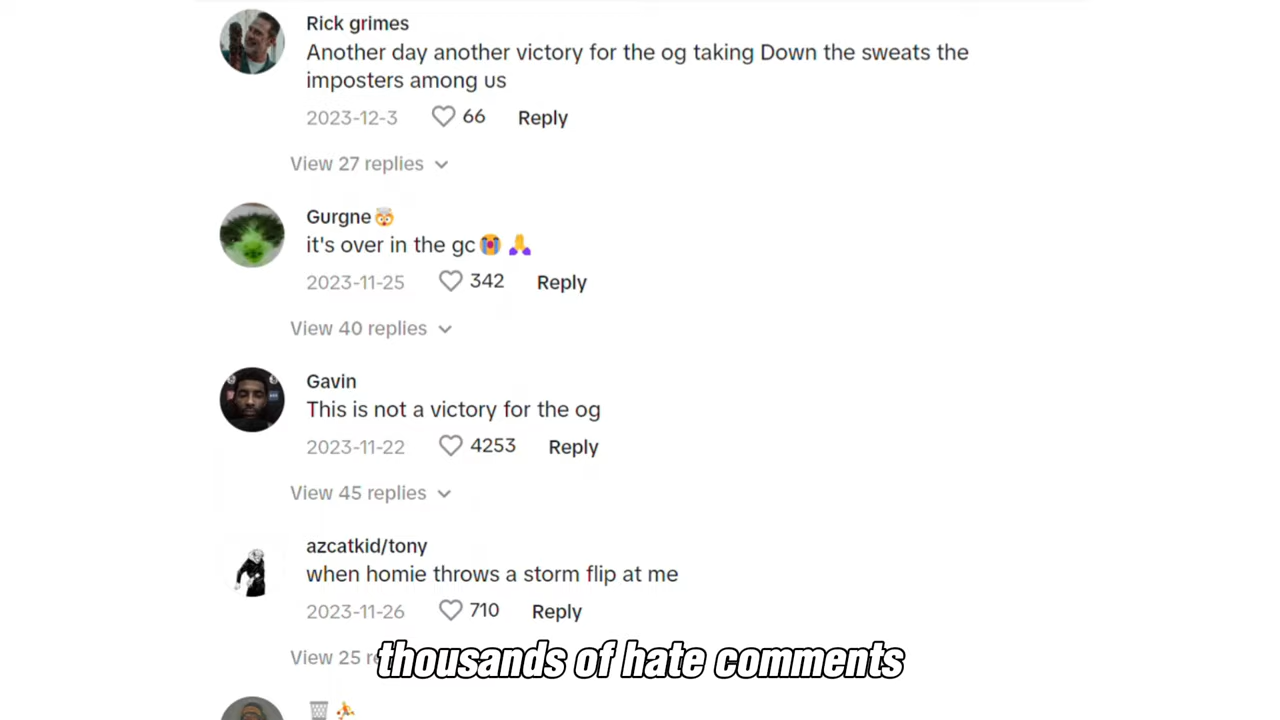 Rick grimes
Another day another victory for the og taking Down the sweats the
imposters among us
2023-12-3 66 Reply
View 27 replies
Gurgne🤯
it's over in the gc😭🙏
2023-11-25 342 Reply
View 40 replies
Gavin
This is not a victory for the og
2023-11-22 4253 Reply
View 45 replies
azcatkid/tony
when homie throws a storm flip at me
2023-11-26 710 Reply
View 25
thousands of hate comments